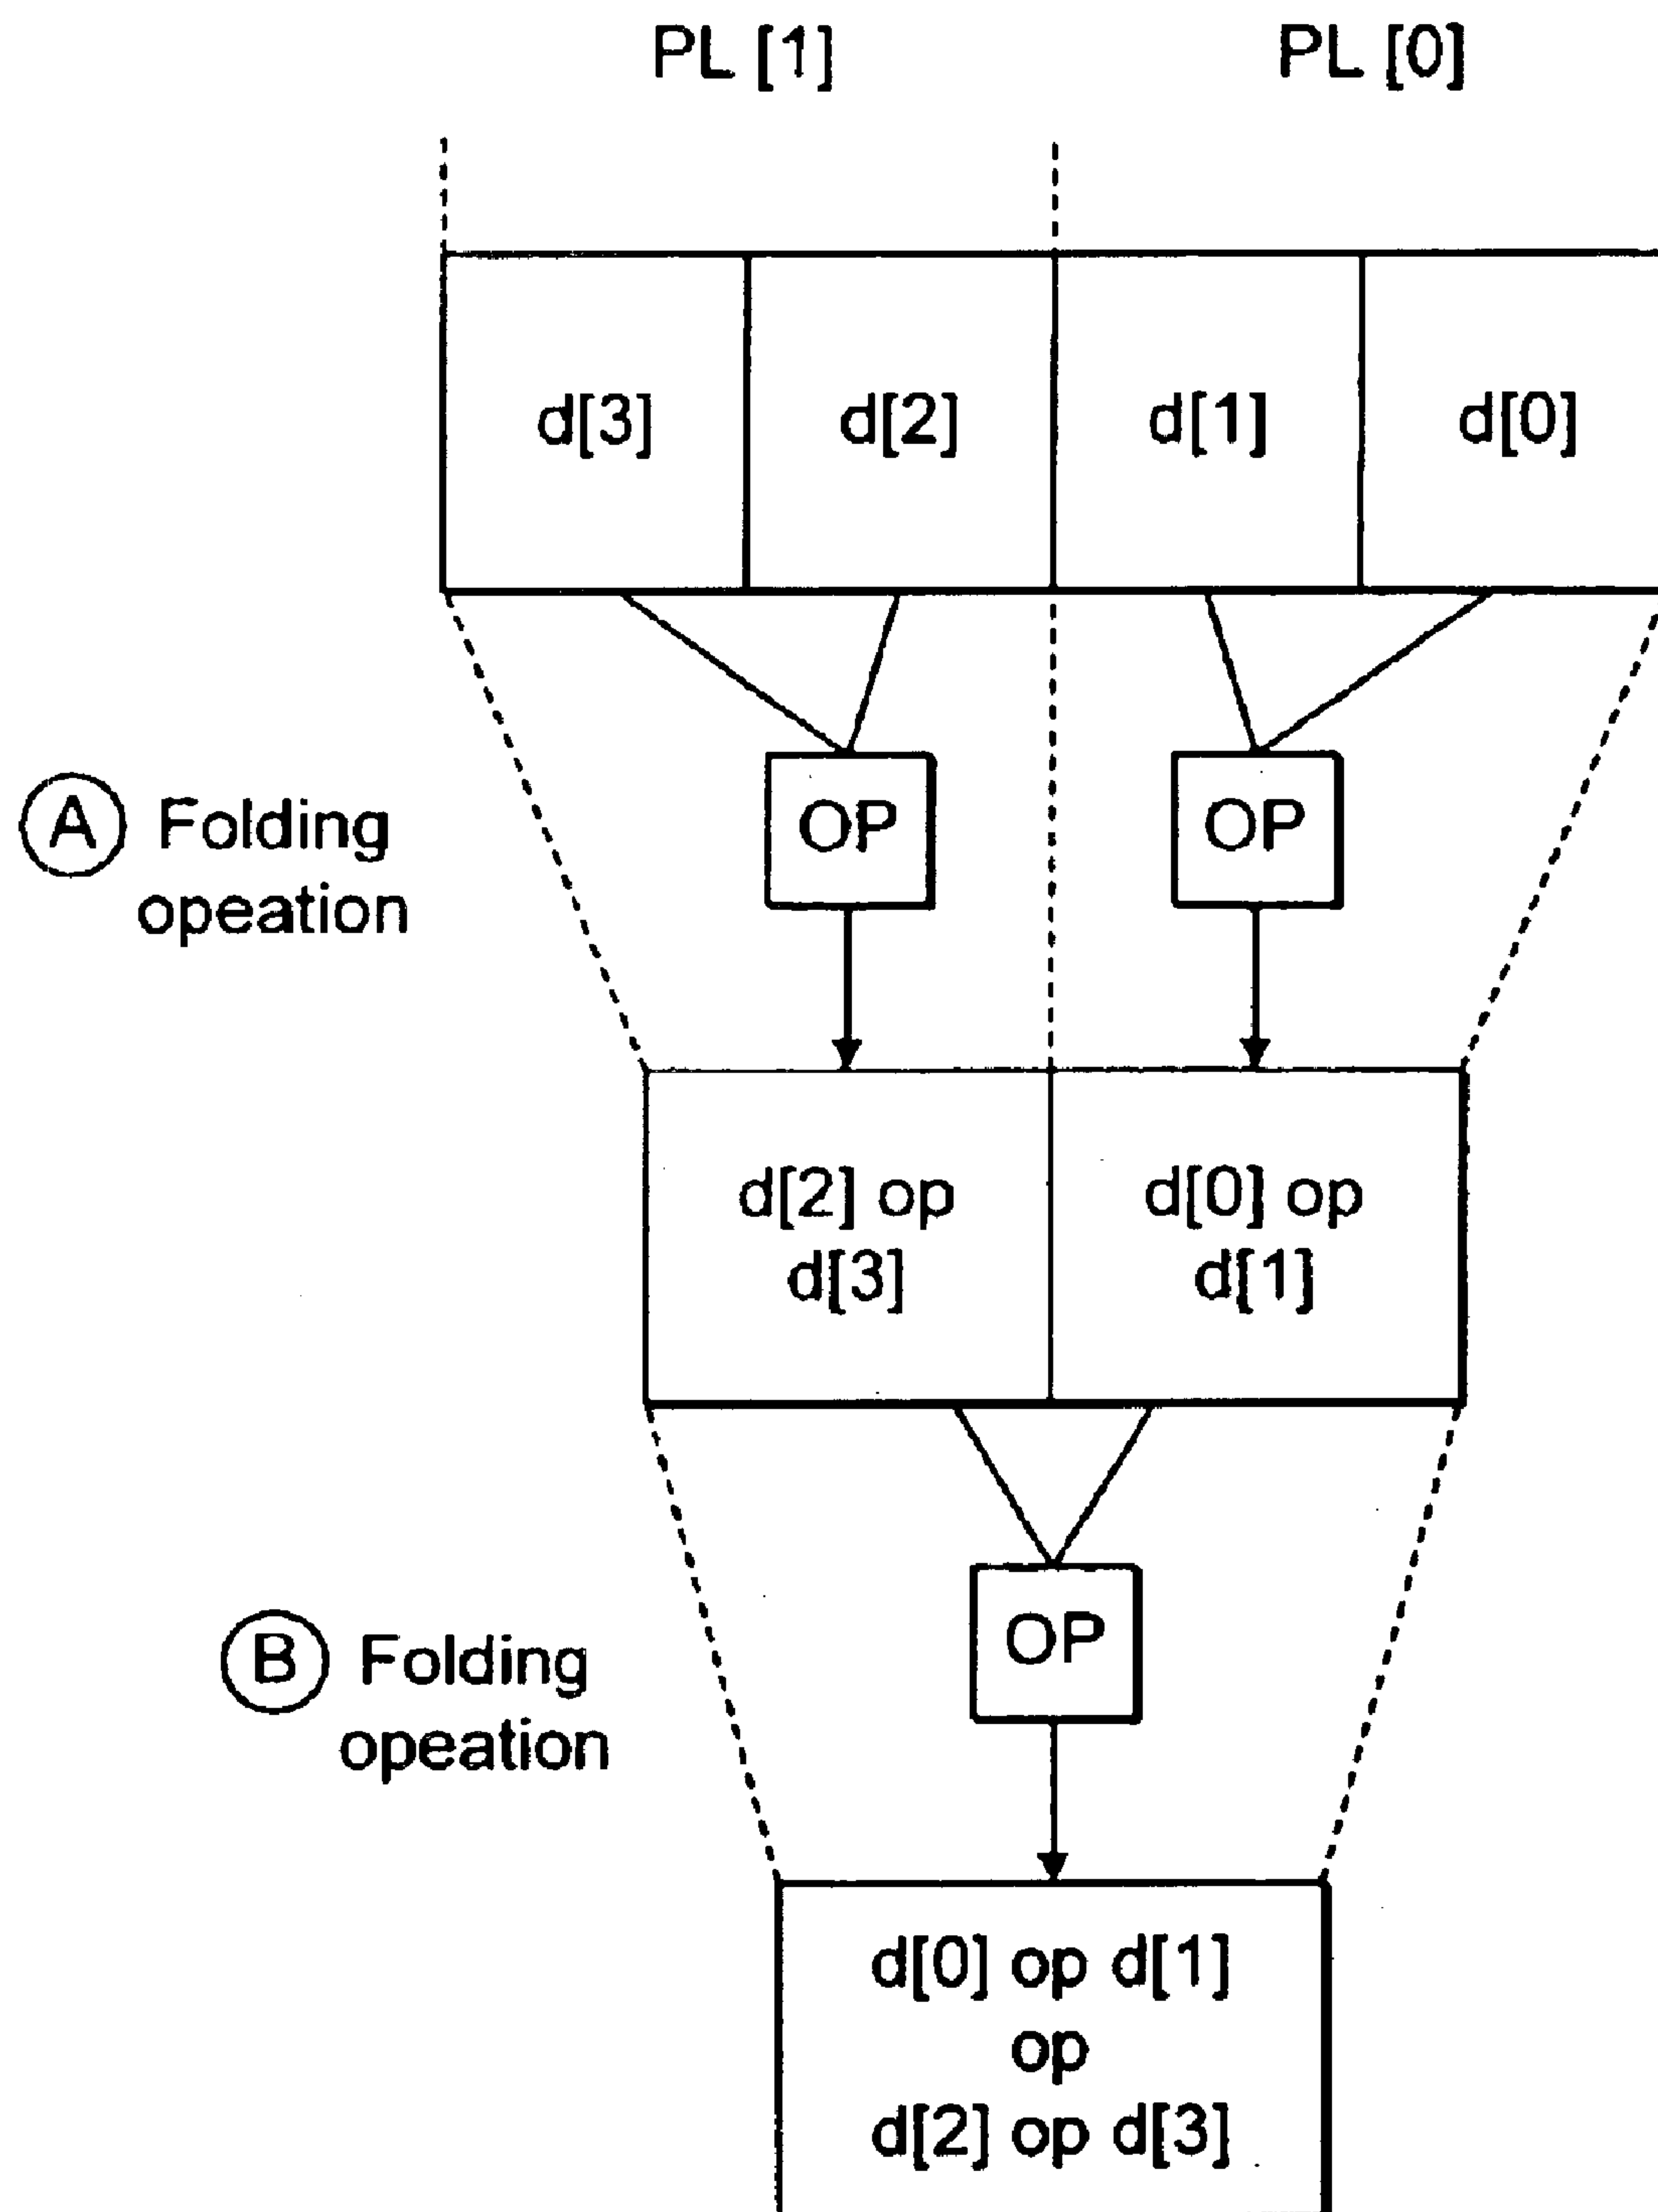 PL [1] PL [0]
d[3] d[2] d[1] d[0]
OP OP
A Folding
opeation
d[2] op
d[3]
d[0] op
d[1]
OP
B Folding
opeation
d[0] op d[1]
op
d[2] op d[3]